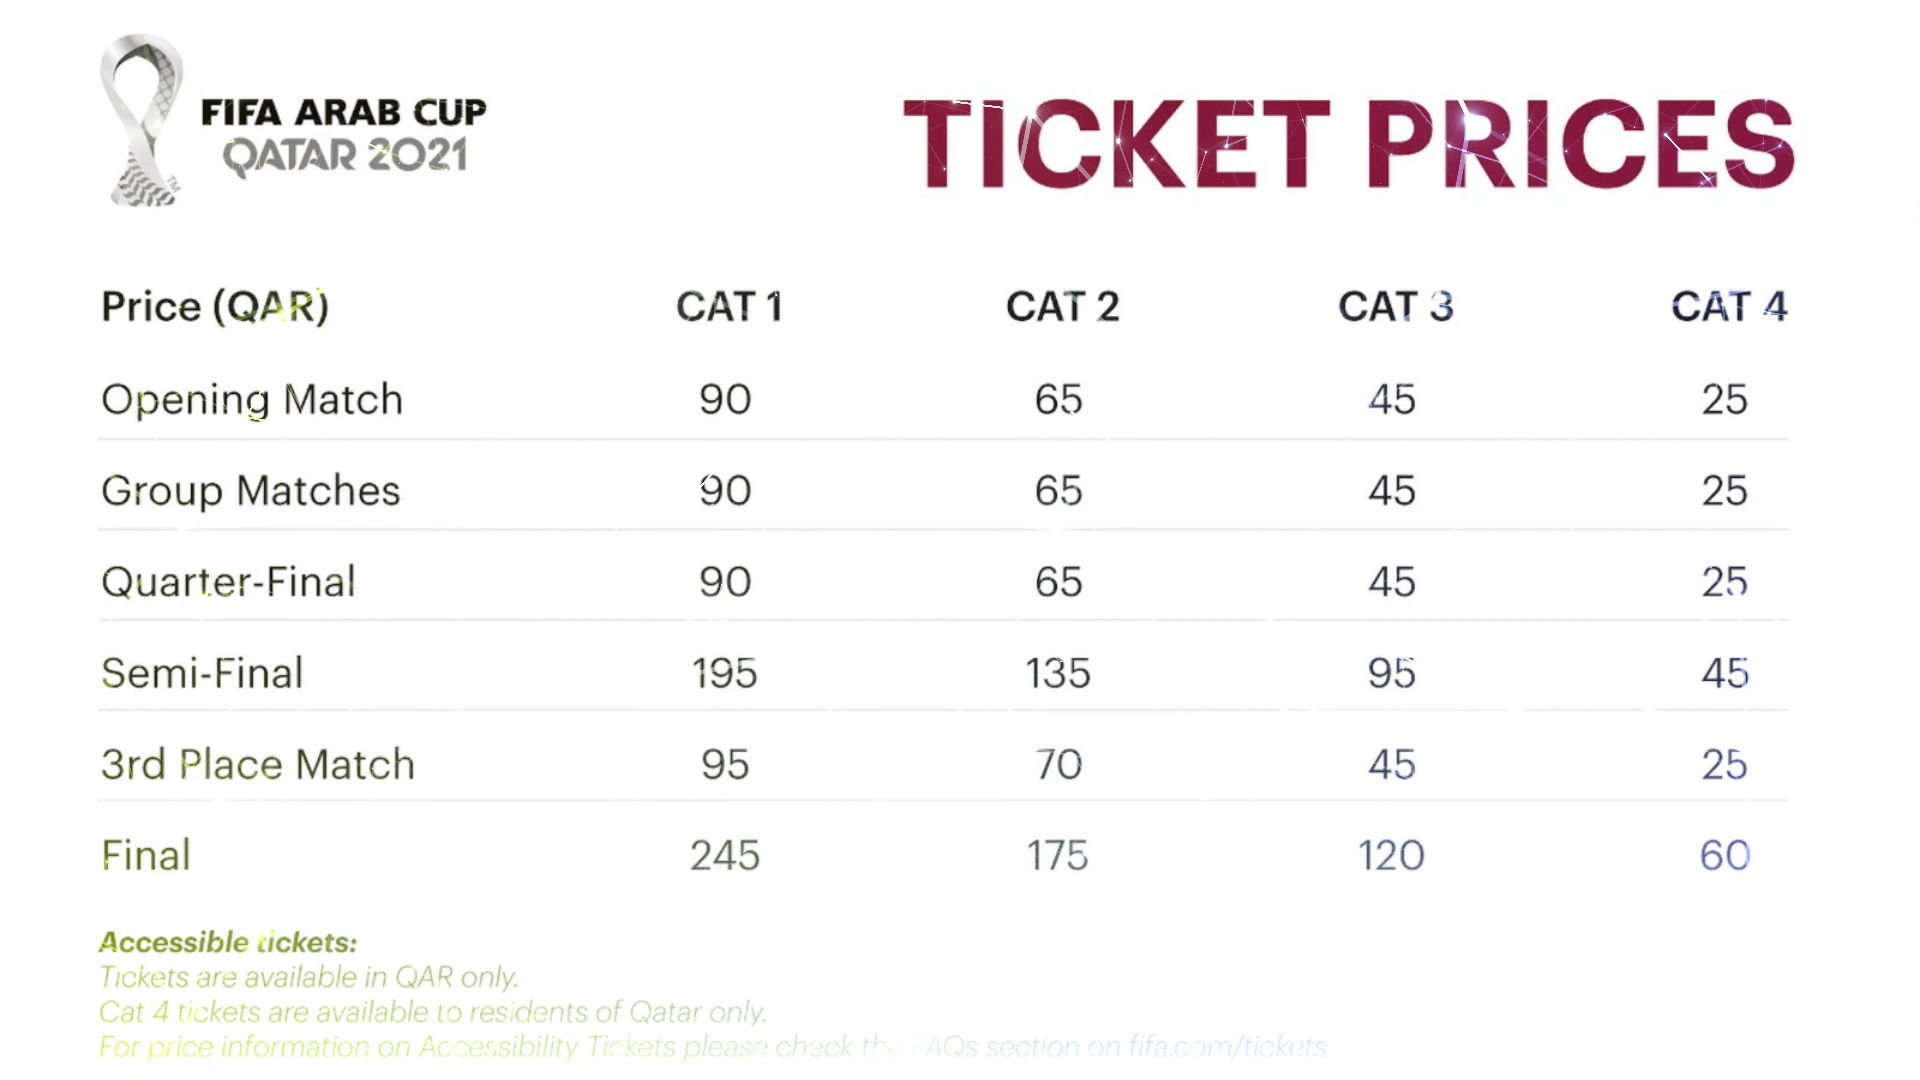 FIFA ARAB CUP
QATAR 2021
TM
TICKET PRICES
Price (QAR) CAT 1 CAT 2 CAT 3 CAT 4
Opening Match 90 65 45 25
Group Matches 90 65 45 25
Quarter-Final 90 65 45 25
Semi-Final 195 135 95 45
3rd Place Match 95 70 45 25
Final 245 175 120 60
Accessible tickets:
Tickets are available in QAR only.
Cat 4 tickets are available to residents of Qatar only.
For price information on Accessibility Tickets please check the FAQs section on fifa.com/tickets